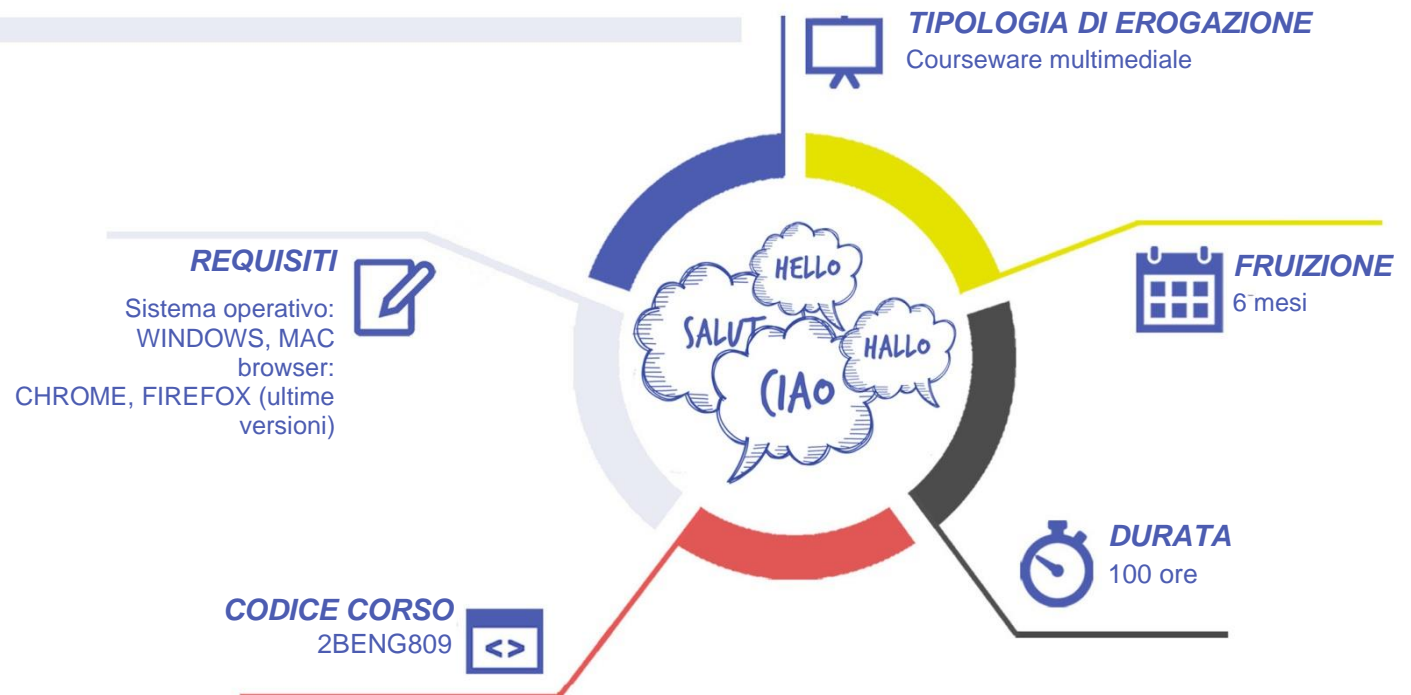 TIPOLOGIA DI EROGAZIONE
Courseware multimediale
REQUISITI
Sistema operativo:
WINDOWS, MAC
browser:
CHROME, FIREFOX (ultime
versioni)
HELLO
SALUT
HALLO
CIAO
FRUIZIONE
6 mesi
DURATA
100 ore
CODICE CORSO
2BENG809
<>